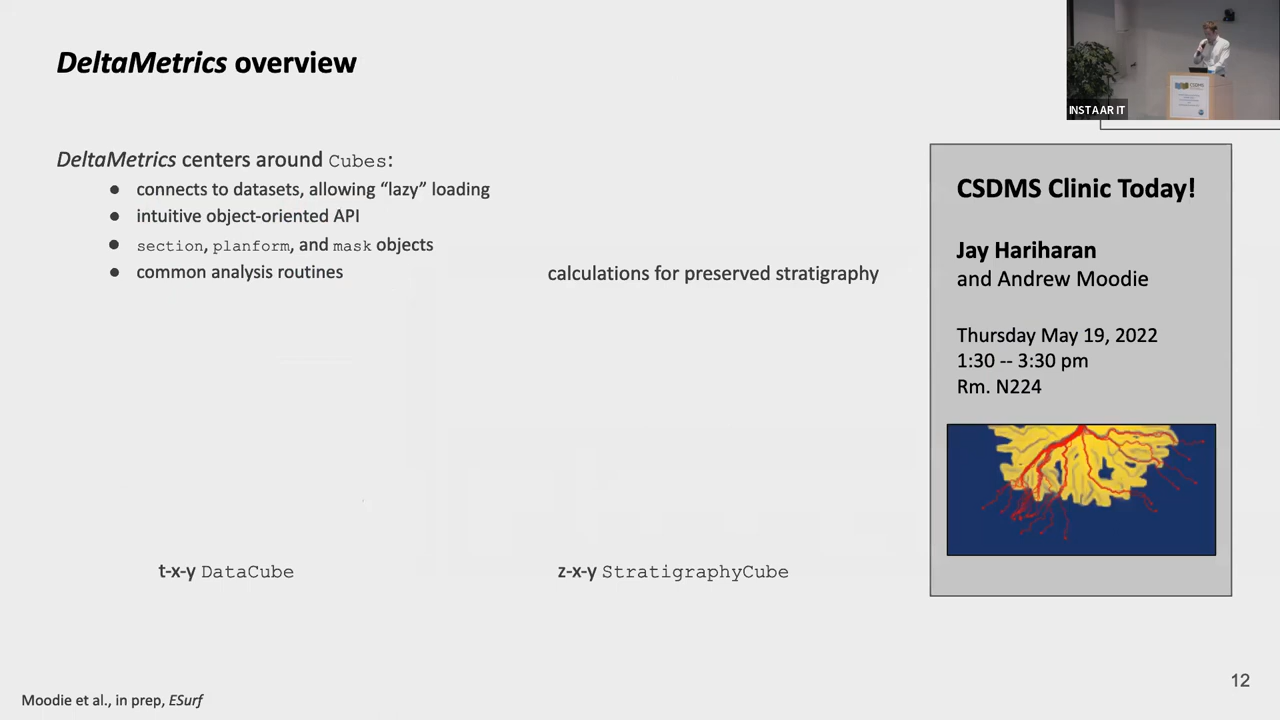 DeltaMetrics overview
INSTAAR IT
DeltaMetrics centers around Cubes:
● connects to datasets, allowing “lazy” loading
● intuitive object-oriented API
● section, planform, and mask objects
● common analysis routines
calculations for preserved stratigraphy
t-x-y DataCube
z-x-y StratigraphyCube
CSDMS Clinic Today!
Jay Hariharan
and Andrew Moodie
Thursday May 19, 2022
1:30 -- 3:30 pm
Rm. N224
Moodie et al., in prep, ESurf
12
CSDMS